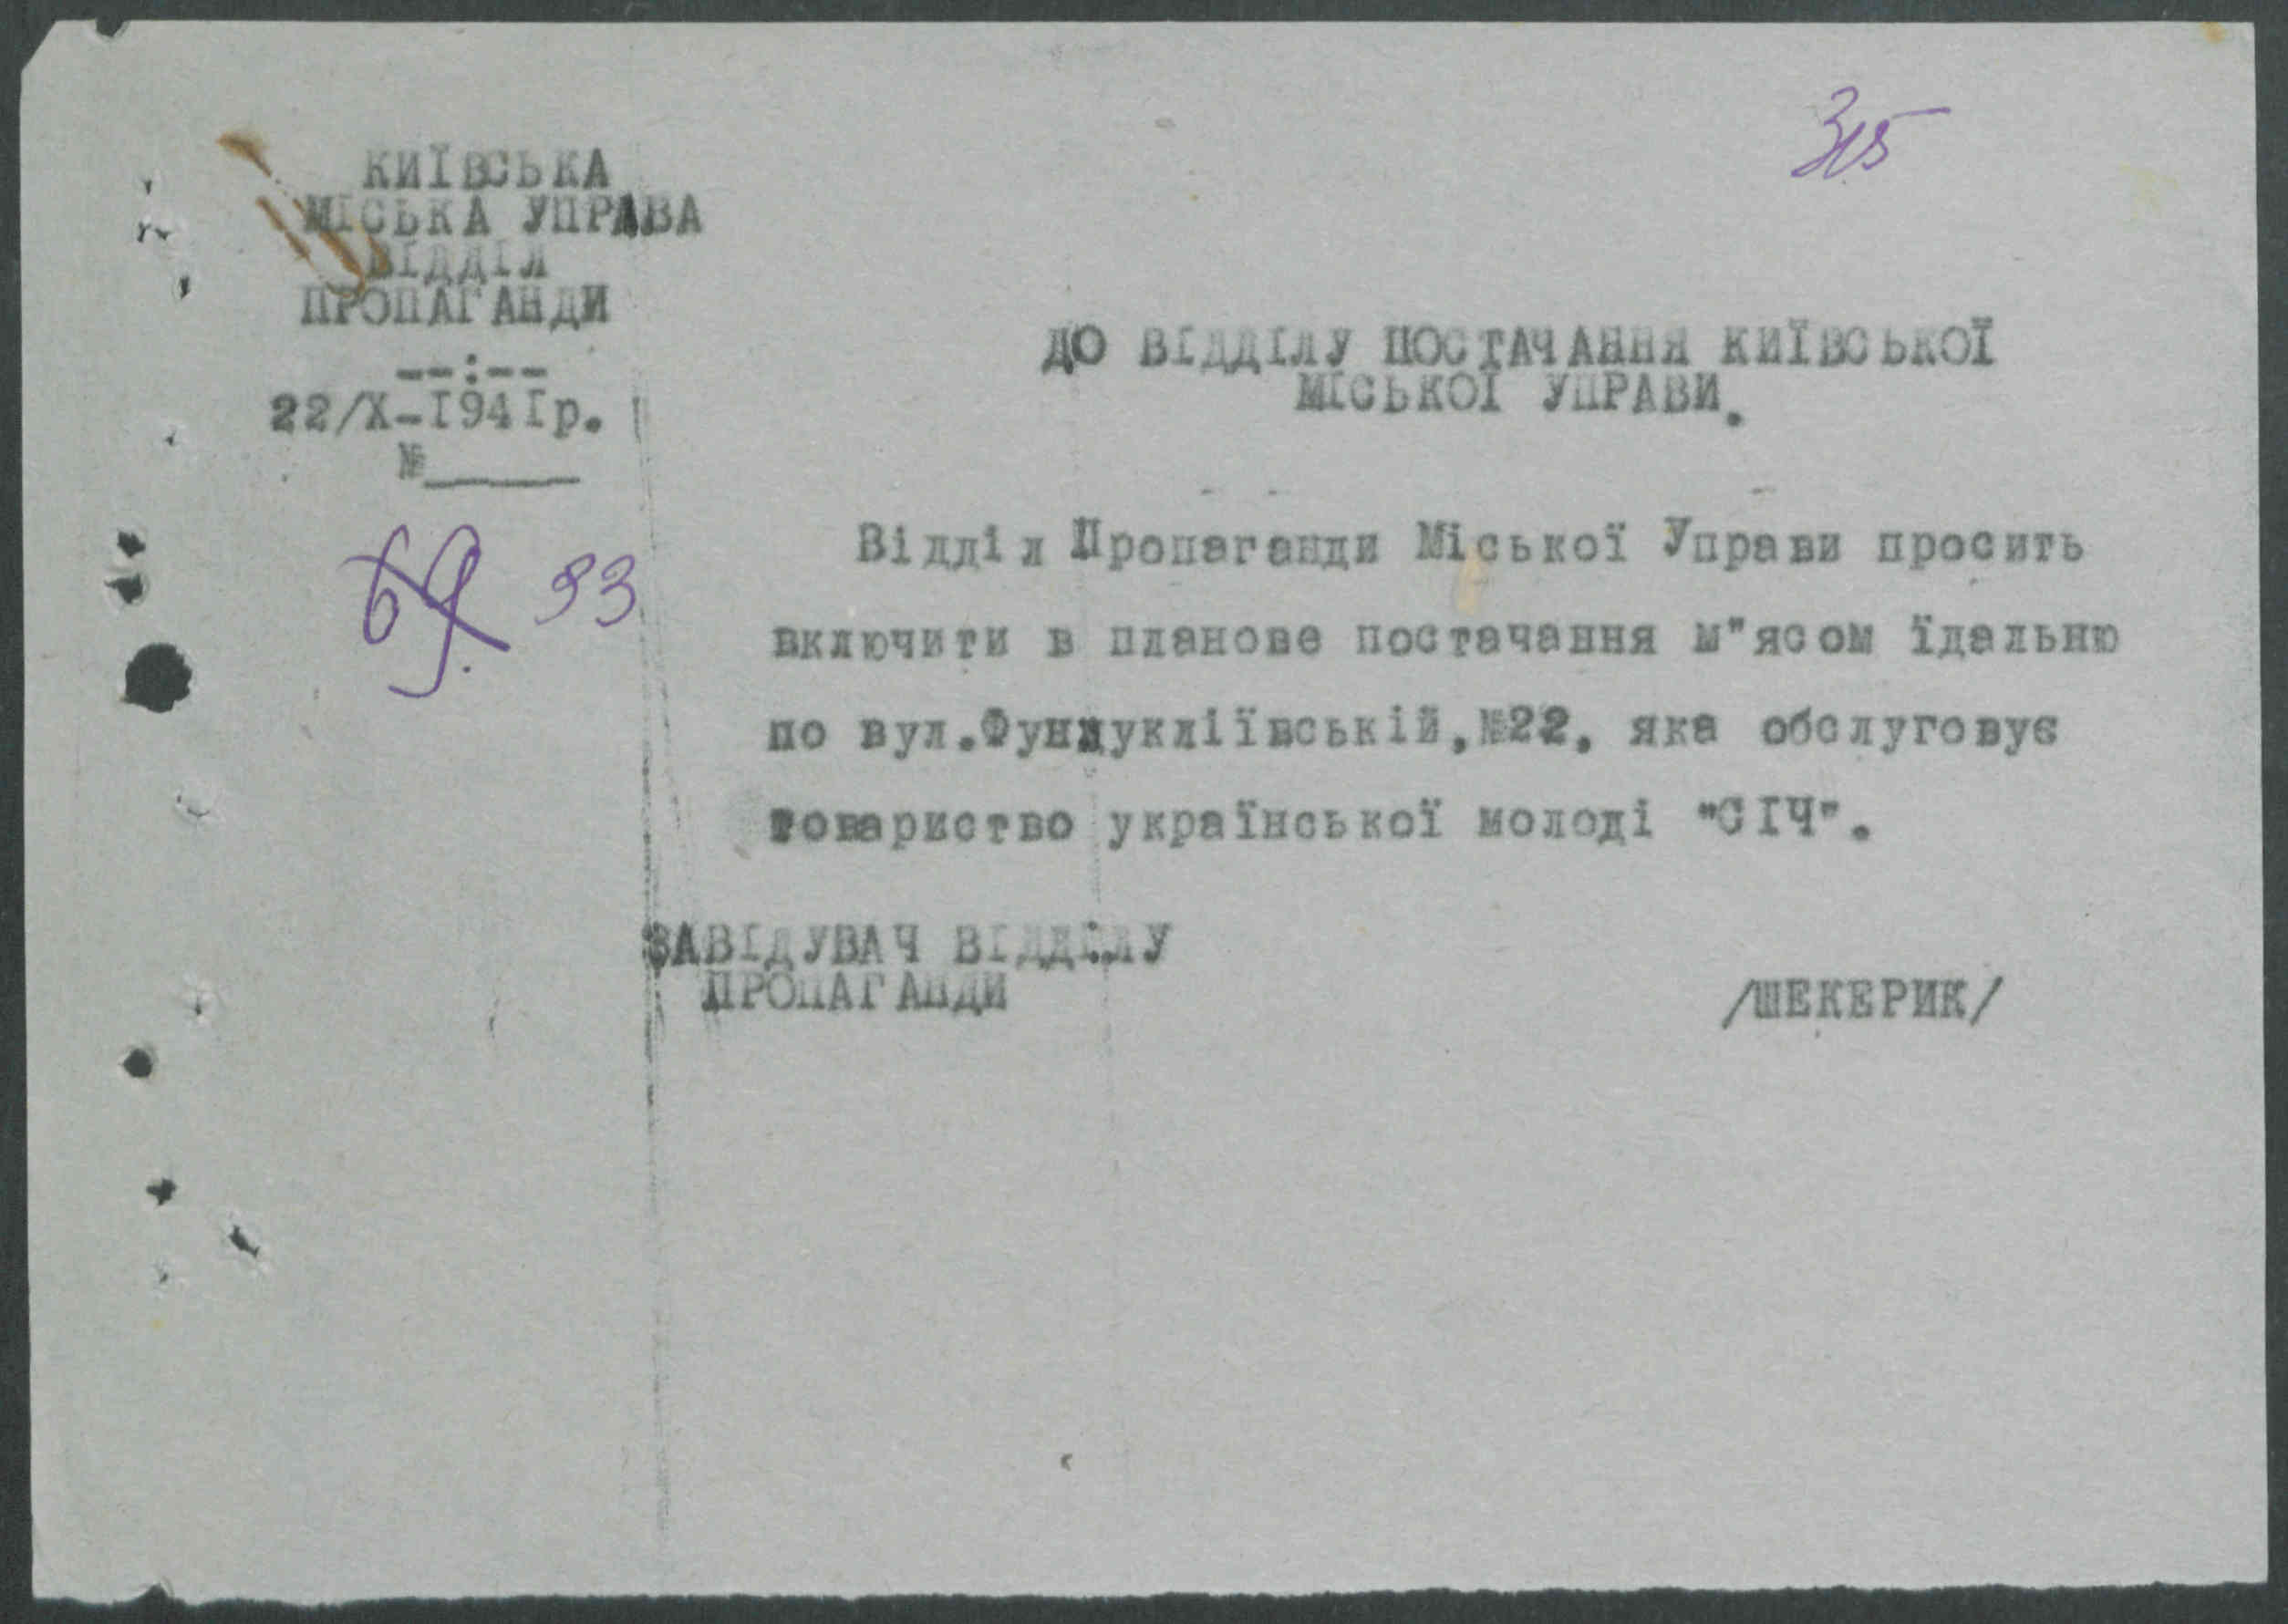 315
КИЇВСЬКА
МІСЬКА УПРАВА
ВІДДІЛ
ПРОПАГАНДИ
--:--
22/Х-І94Ір.
№______
69. 93
ДО ВІДДІЛУ ПОСТАЧАННЯ КИЇВСЬКОЇ
МІСЬКОЇ УПРАВИ.
Відділ Пропаганди Міської Управи просить
включити в планове постачання м"ясом їдальню
по вул.Фундукліївській,№22, яка обслуговує
товариство української молоді "СІЧ".
ЗАВІДУВАЧ ВІДДІЛУ
ПРОПАГАНДИ
/ШЕКЕРИК/